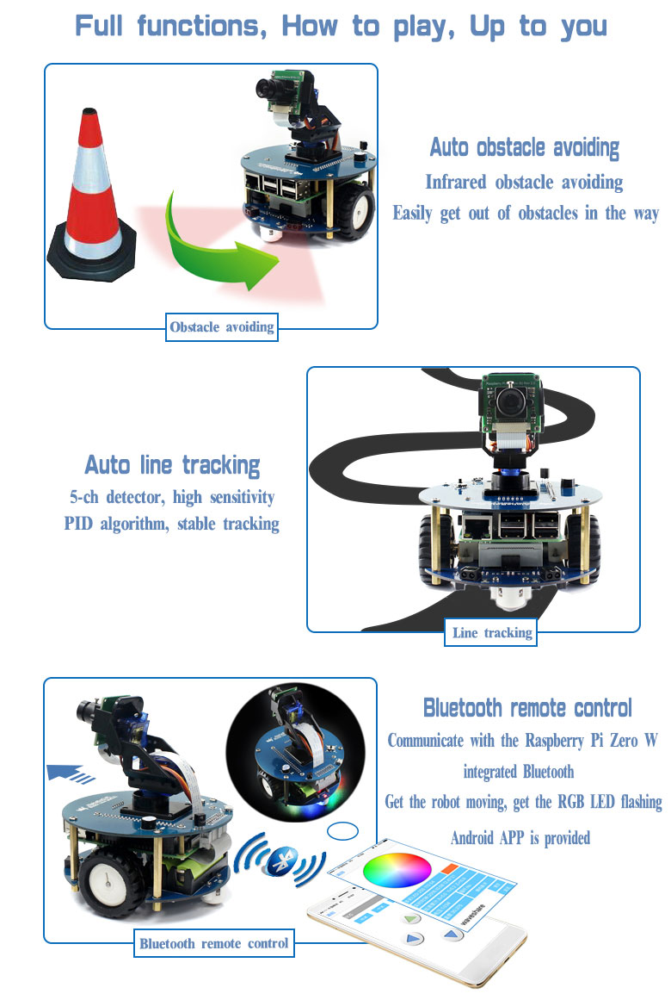 Full functions, How to play, Up to you
Auto obstacle avoiding
Infrared obstacle avoiding
Easily get out of obstacles in the way
Obstacle avoiding
Auto line tracking
5-ch detector, high sensitivity
PID algorithm, stable tracking
Line tracking
Bluetooth remote control
Communicate with the Raspberry Pi Zero W
integrated Bluetooth
Get the robot moving, get the RGB LED flashing
Android APP is provided
waveshare
Bluetooth remote control